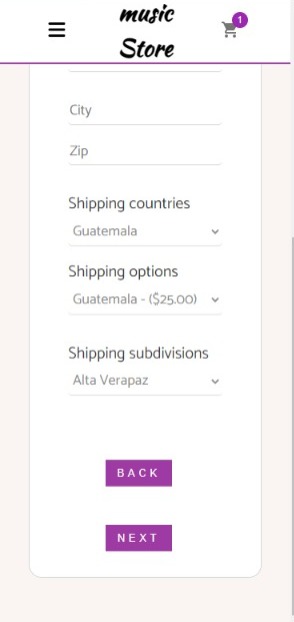 music
Store
1
City
Zip
Shipping countries
Guatemala
Shipping options
Guatemala - ($25.00)
Shipping subdivisions
Alta Verapaz
BACK
NEXT